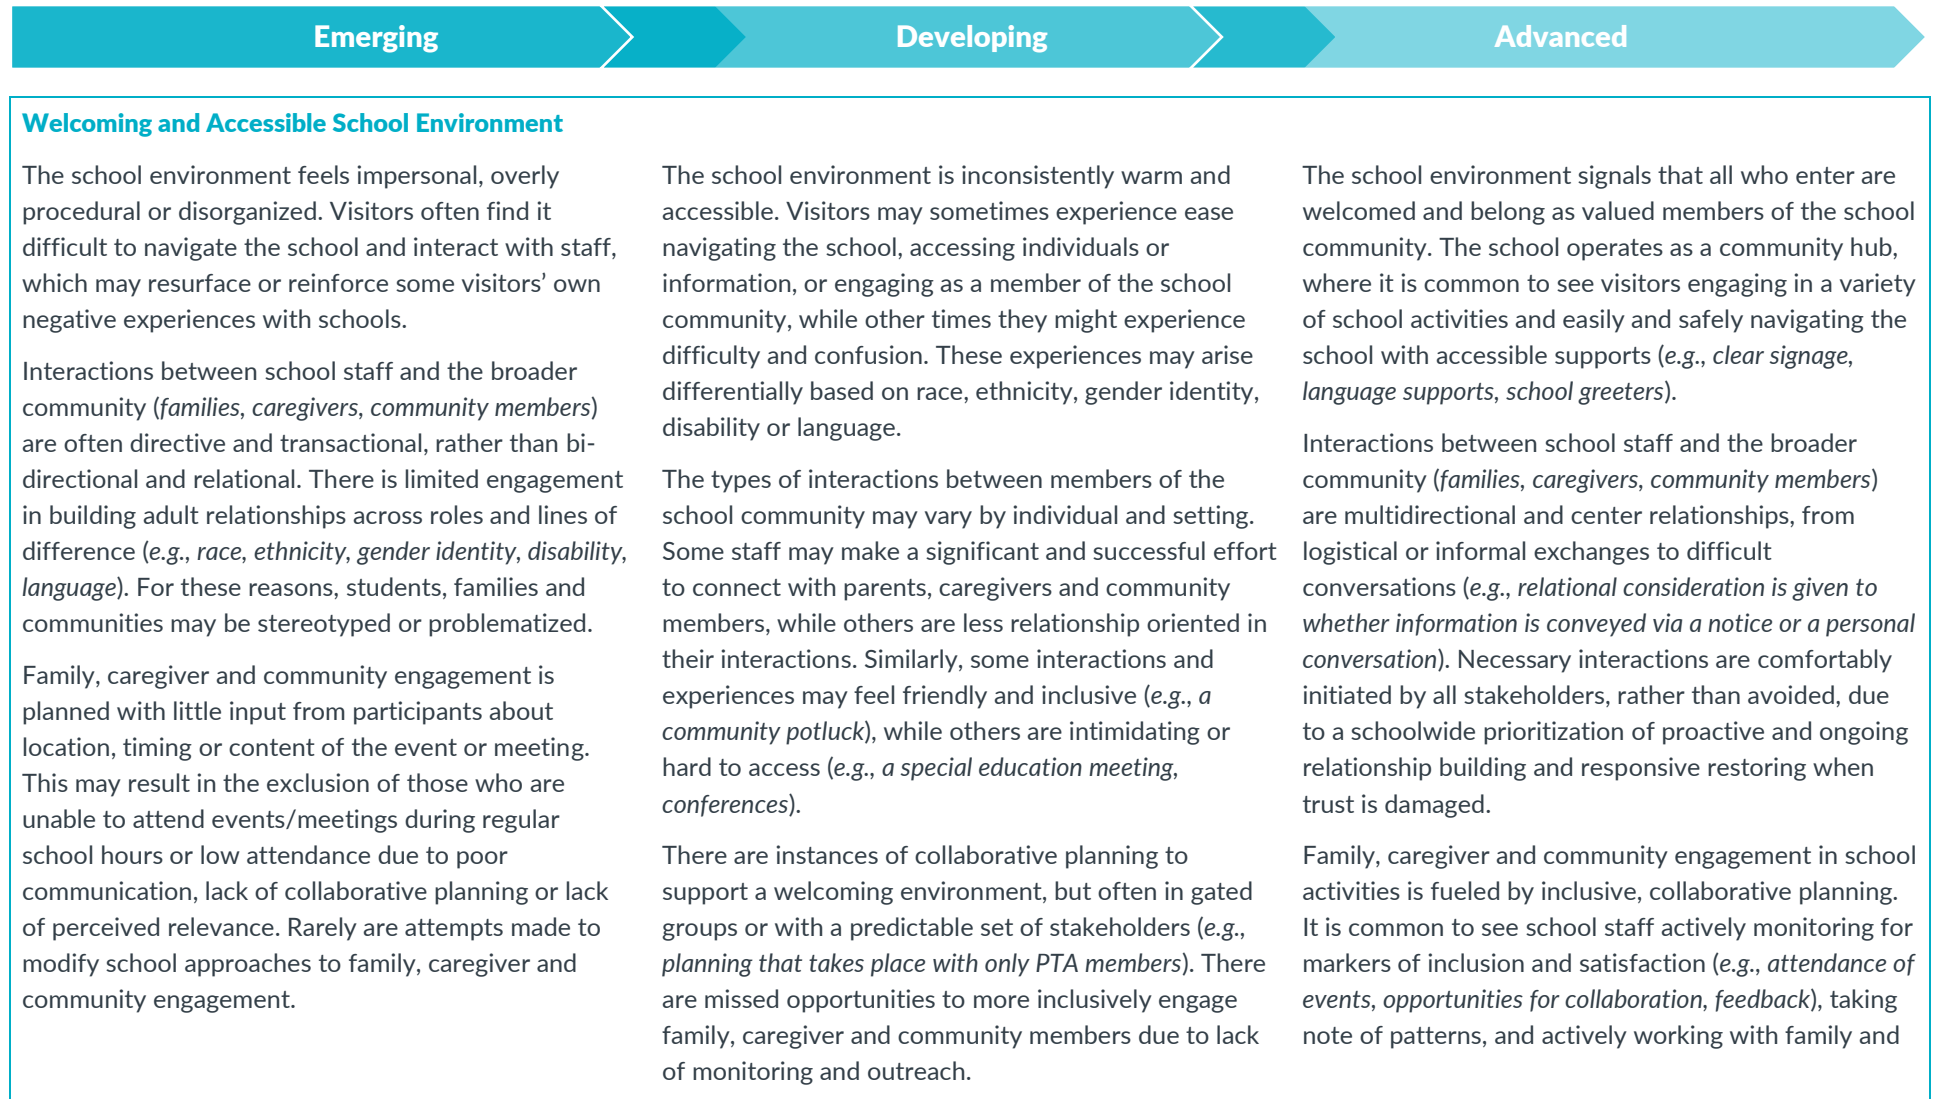 Emerging
Developing
Advanced
Welcoming and Accessible School Environment
The school environment feels impersonal, overly
procedural or disorganized. Visitors often find it
difficult to navigate the school and interact with staff,
which may resurface or reinforce some visitors’ own
negative experiences with schools.
Interactions between school staff and the broader
community (families, caregivers, community members)
are often directive and transactional, rather than bi-
directional and relational. There is limited engagement
in building adult relationships across roles and lines of
difference (e.g., race, ethnicity, gender identity, disability,
language). For these reasons, students, families and
communities may be stereotyped or problematized.
Family, caregiver and community engagement is
planned with little input from participants about
location, timing or content of the event or meeting.
This may result in the exclusion of those who are
unable to attend events/meetings during regular
school hours or low attendance due to poor
communication, lack of collaborative planning or lack
of perceived relevance. Rarely are attempts made to
modify school approaches to family, caregiver and
community engagement.
The school environment is inconsistently warm and
accessible. Visitors may sometimes experience ease
navigating the school, accessing individuals or
information, or engaging as a member of the school
community, while other times they might experience
difficulty and confusion. These experiences may arise
differentially based on race, ethnicity, gender identity,
disability or language.
The types of interactions between members of the
school community may vary by individual and setting.
Some staff may make a significant and successful effort
to connect with parents, caregivers and community
members, while others are less relationship oriented in
their interactions. Similarly, some interactions and
experiences may feel friendly and inclusive (e.g., a
community potluck), while others are intimidating or
hard to access (e.g., a special education meeting,
conferences).
There are instances of collaborative planning to
support a welcoming environment, but often in gated
groups or with a predictable set of stakeholders (e.g.,
planning that takes place with only PTA members). There
are missed opportunities to more inclusively engage
family, caregiver and community members due to lack
of monitoring and outreach.
The school environment signals that all who enter are
welcomed and belong as valued members of the school
community. The school operates as a community hub,
where it is common to see visitors engaging in a variety
of school activities and easily and safely navigating the
school with accessible supports (e.g., clear signage,
language supports, school greeters).
Interactions between school staff and the broader
community (families, caregivers, community members)
are multidirectional and center relationships, from
logistical or informal exchanges to difficult
conversations (e.g., relational consideration is given to
whether information is conveyed via a notice or a personal
conversation). Necessary interactions are comfortably
initiated by all stakeholders, rather than avoided, due
to a schoolwide prioritization of proactive and ongoing
relationship building and responsive restoring when
trust is damaged.
Family, caregiver and community engagement in school
activities is fueled by inclusive, collaborative planning.
It is common to see school staff actively monitoring for
markers of inclusion and satisfaction (e.g., attendance of
events, opportunities for collaboration, feedback), taking
note of patterns, and actively working with family and